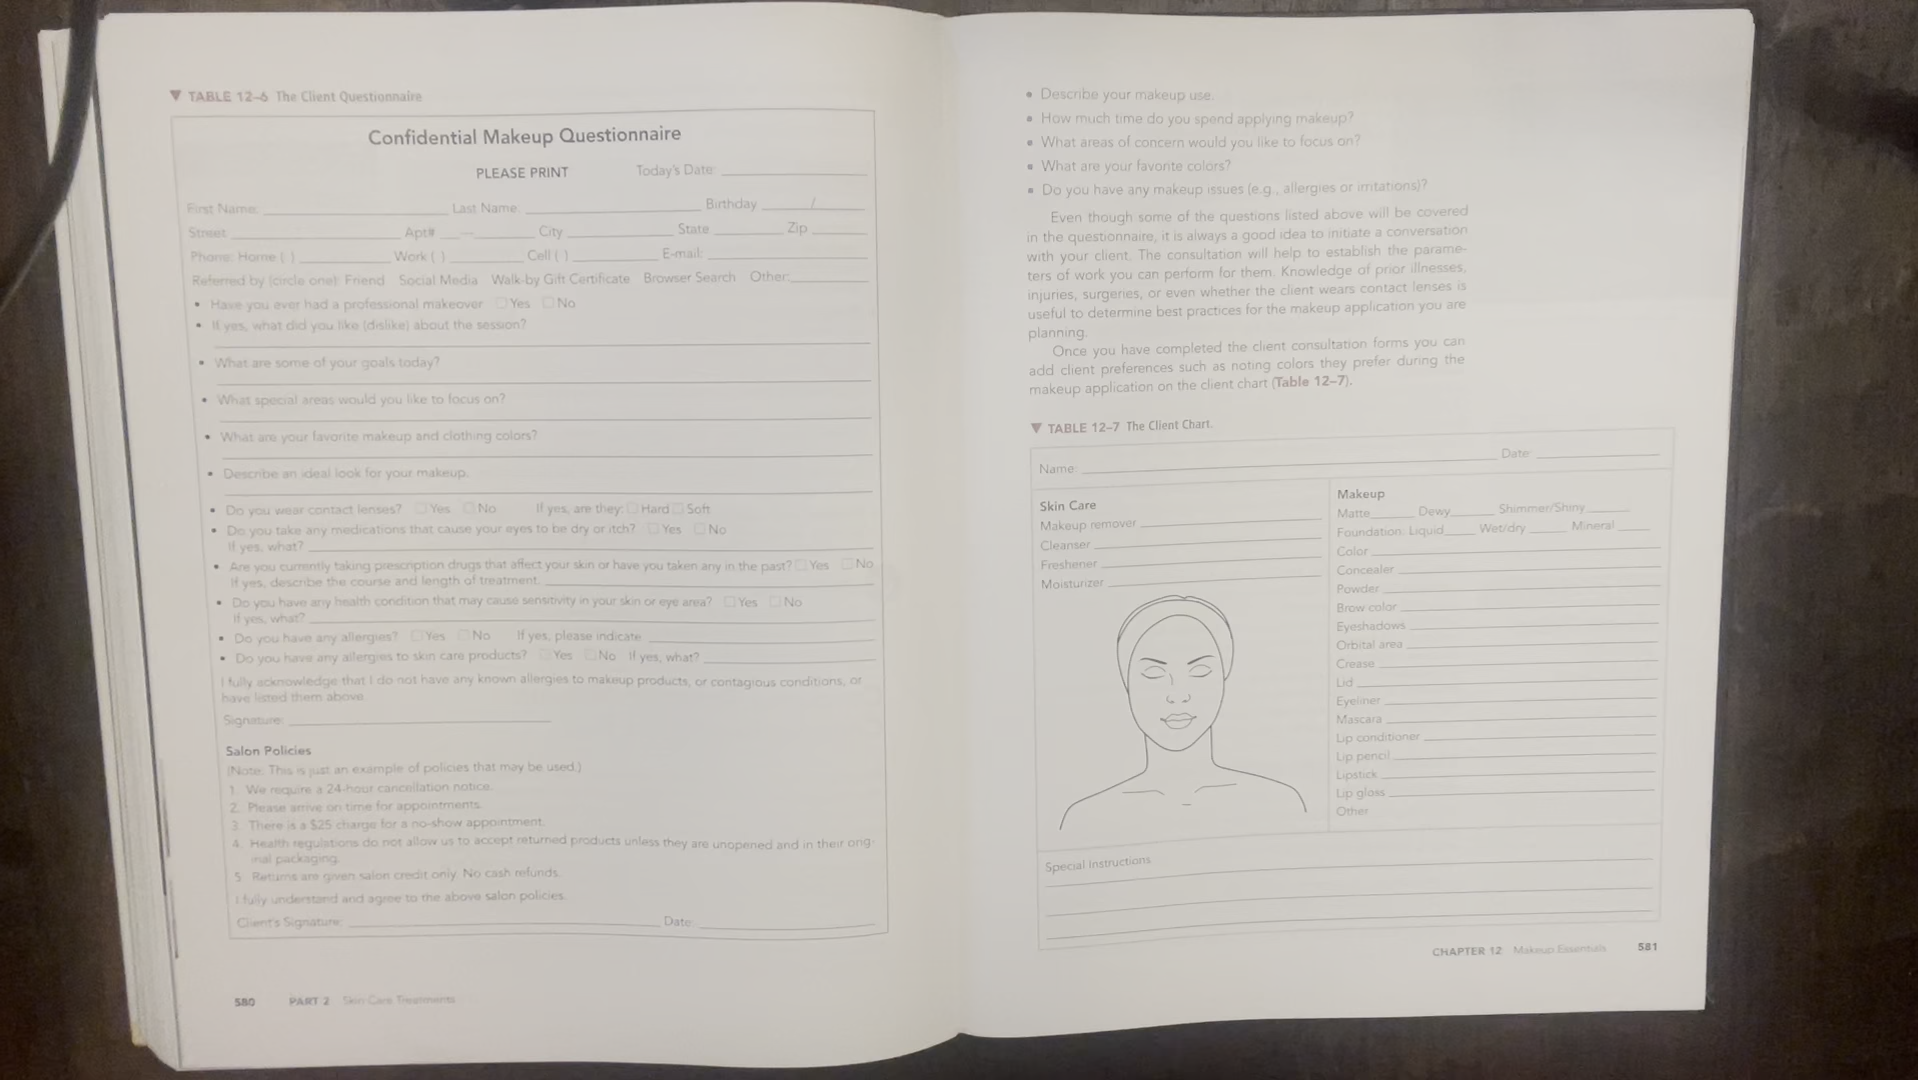 ▼ TABLE 12–6 The Client Questionnaire
Confidential Makeup Questionnaire
PLEASE PRINT Today's Date:
First Name: Last Name: Birthday /
Street Apt# City State Zip
Phone: Home ( ) Work ( ) Cell ( ) E-mail:
Referred by (circle one): Friend Social Media Walk-by Gift Certificate Browser Search Other:
• Have you ever had a professional makeover Yes No
• If yes, what did you like (dislike) about the session?
• What are some of your goals today?
• What special areas would you like to focus on?
• What are your favorite makeup and clothing colors?
• Describe an ideal look for your makeup.
• Do you wear contact lenses? Yes No If yes, are they: Hard Soft
• Do you take any medications that cause your eyes to be dry or itch? Yes No
If yes, what?
• Are you currently taking prescription drugs that affect your skin or have you taken any in the past? Yes No
If yes, describe the course and length of treatment.
• Do you have any health condition that may cause sensitivity in your skin or eye area? Yes No
If yes, what?
• Do you have any allergies? Yes No If yes, please indicate
• Do you have any allergies to skin care products? Yes No If yes, what?
I fully acknowledge that I do not have any known allergies to makeup products, or contagious conditions, or
have listed them above.
Signature:
Salon Policies
(Note: This is just an example of policies that may be used.)
1. We require a 24-hour cancellation notice.
2. Please arrive on time for appointments.
3. There is a $25 charge for a no-show appointment.
4. Health regulations do not allow us to accept returned products unless they are unopened and in their orig-
inal packaging.
5. Returns are given salon credit only. No cash refunds.
I fully understand and agree to the above salon policies.
Client's Signature: Date:
580 PART 2 Skin Care Treatments
• Describe your makeup use.
• How much time do you spend applying makeup?
• What areas of concern would you like to focus on?
• What are your favorite colors?
• Do you have any makeup issues (e.g., allergies or irritations)?
Even though some of the questions listed above will be covered
in the questionnaire, it is always a good idea to initiate a conversation
with your client. The consultation will help to establish the parame-
ters of work you can perform for them. Knowledge of prior illnesses,
injuries, surgeries, or even whether the client wears contact lenses is
useful to determine best practices for the makeup application you are
planning.
Once you have completed the client consultation forms you can
add client preferences such as noting colors they prefer during the
makeup application on the client chart (Table 12–7).
▼ TABLE 12–7 The Client Chart.
Name: Date:
Skin Care
Makeup remover
Cleanser
Freshener
Moisturizer
Makeup
Matte Dewy Shimmer/Shiny
Foundation: Liquid Wet/dry Mineral
Color
Concealer
Powder
Brow color
Eyeshadows
Orbital area
Crease
Lid
Eyeliner
Mascara
Lip conditioner
Lip pencil
Lipstick
Lip gloss
Other
Special Instructions
CHAPTER 12 Makeup Essentials 581